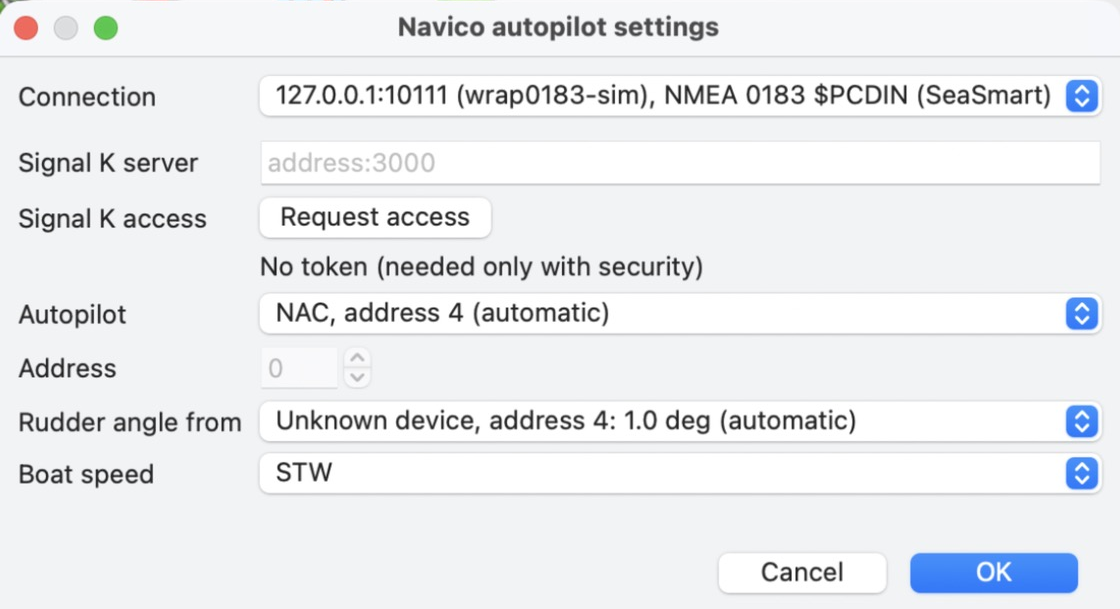 Navico autopilot settings
Connection
127.0.0.1:10111 (wrap0183-sim), NMEA 0183 $PCDIN (SeaSmart)
Signal K server
address:3000
Signal K access
Request access
No token (needed only with security)
Autopilot
NAC, address 4 (automatic)
Address
0
Rudder angle from
Unknown device, address 4: 1.0 deg (automatic)
Boat speed
STW
Cancel
OK